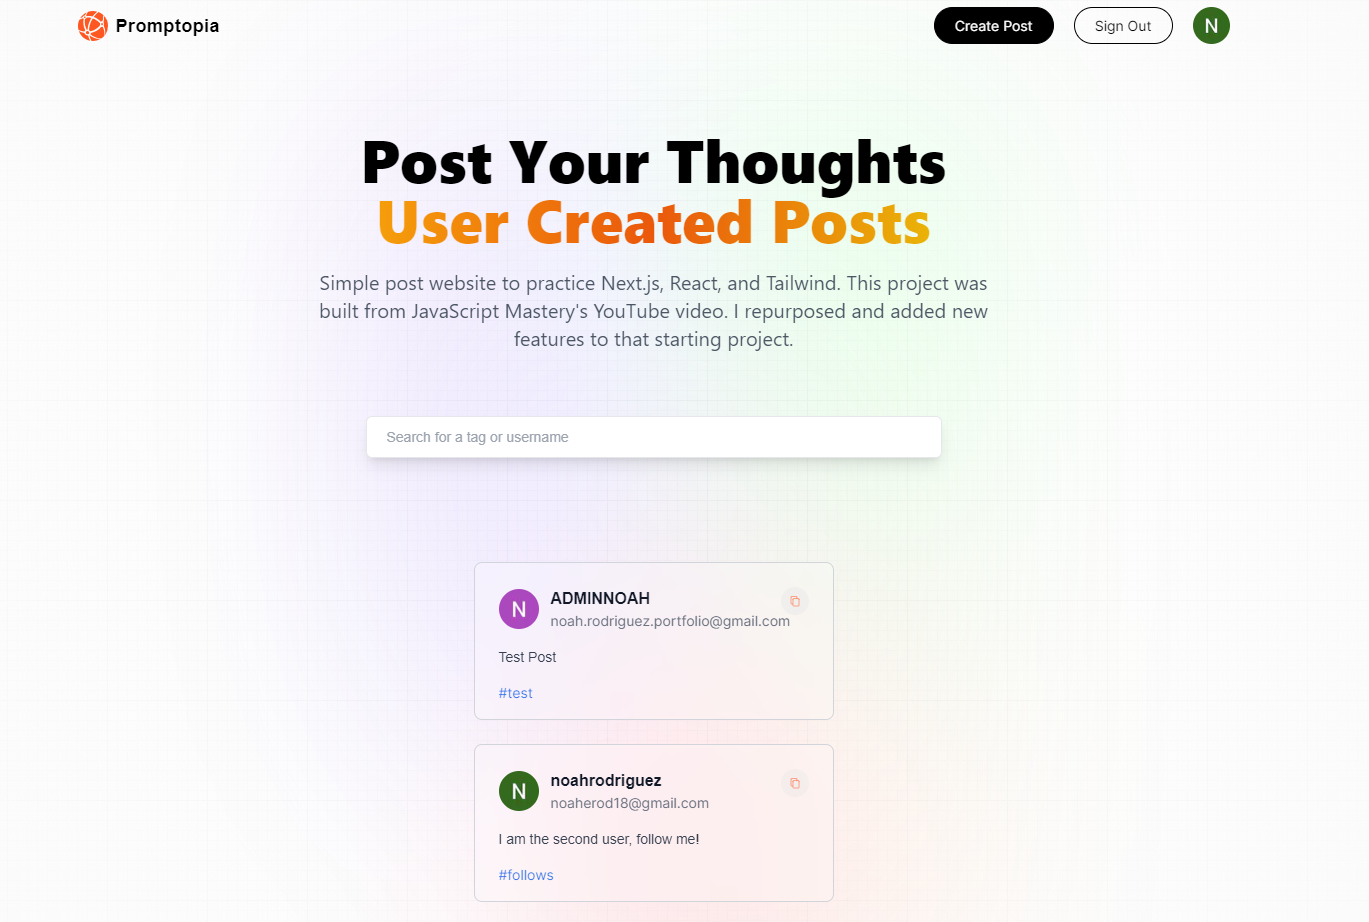 Promptopia
Create Post
Sign Out
N
Post Your Thoughts
User Created Posts
Simple post website to practice Next.js, React, and Tailwind. This project was
built from JavaScript Mastery's YouTube video. I repurposed and added new
features to that starting project.
Search for a tag or username
N
ADMINNOAH
noah.rodriguez.portfolio@gmail.com
Test Post
#test
N
noahrodriguez
noaherod18@gmail.com
I am the second user, follow me!
#follows